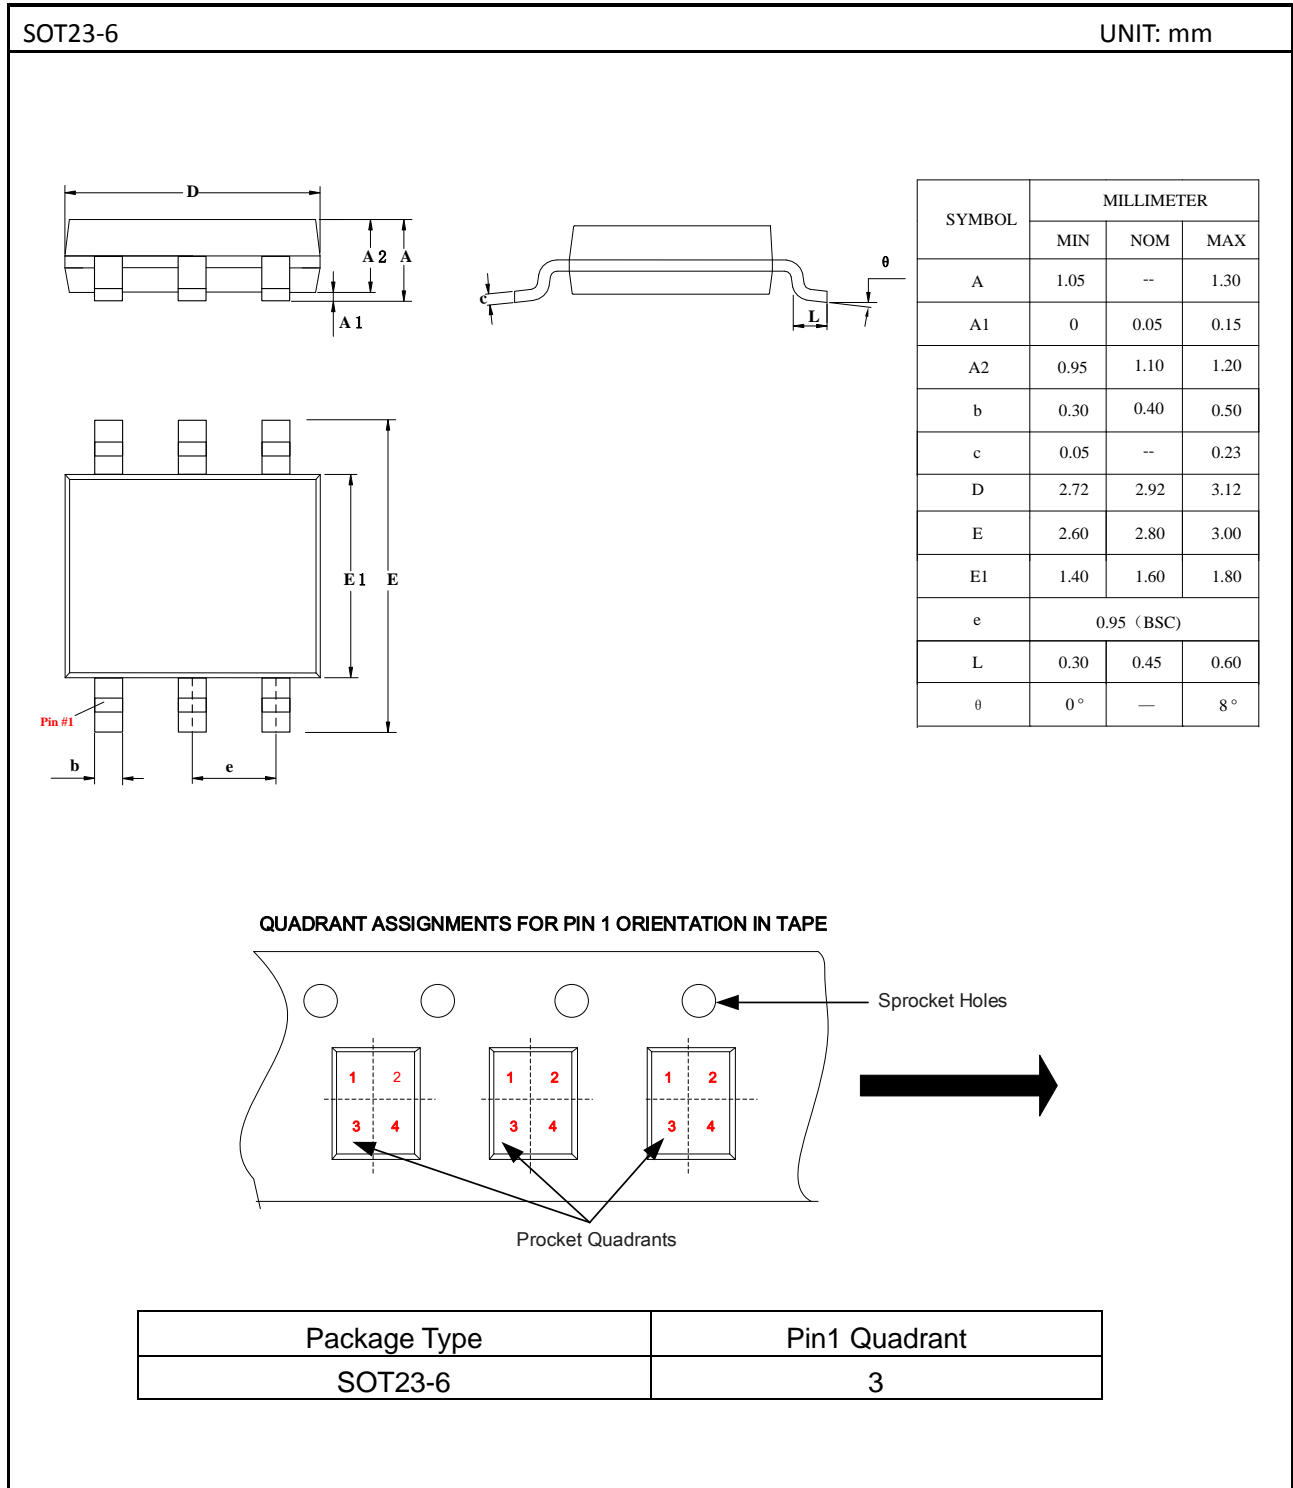 SOT23-6 UNIT: mm
D
A2 A
A1
c
L
θ
E1 E
Pin #1
b
e
SYMBOL MILLIMETER
MIN NOM MAX
A 1.05 -- 1.30
A1 0 0.05 0.15
A2 0.95 1.10 1.20
b 0.30 0.40 0.50
c 0.05 -- 0.23
D 2.72 2.92 3.12
E 2.60 2.80 3.00
E1 1.40 1.60 1.80
e 0.95（BSC)
L 0.30 0.45 0.60
θ 0° — 8°
QUADRANT ASSIGNMENTS FOR PIN 1 ORIENTATION IN TAPE
Sprocket Holes
1 2 1 2 1 2
3 4 3 4 3 4
Procket Quadrants
Package Type Pin1 Quadrant
SOT23-6 3